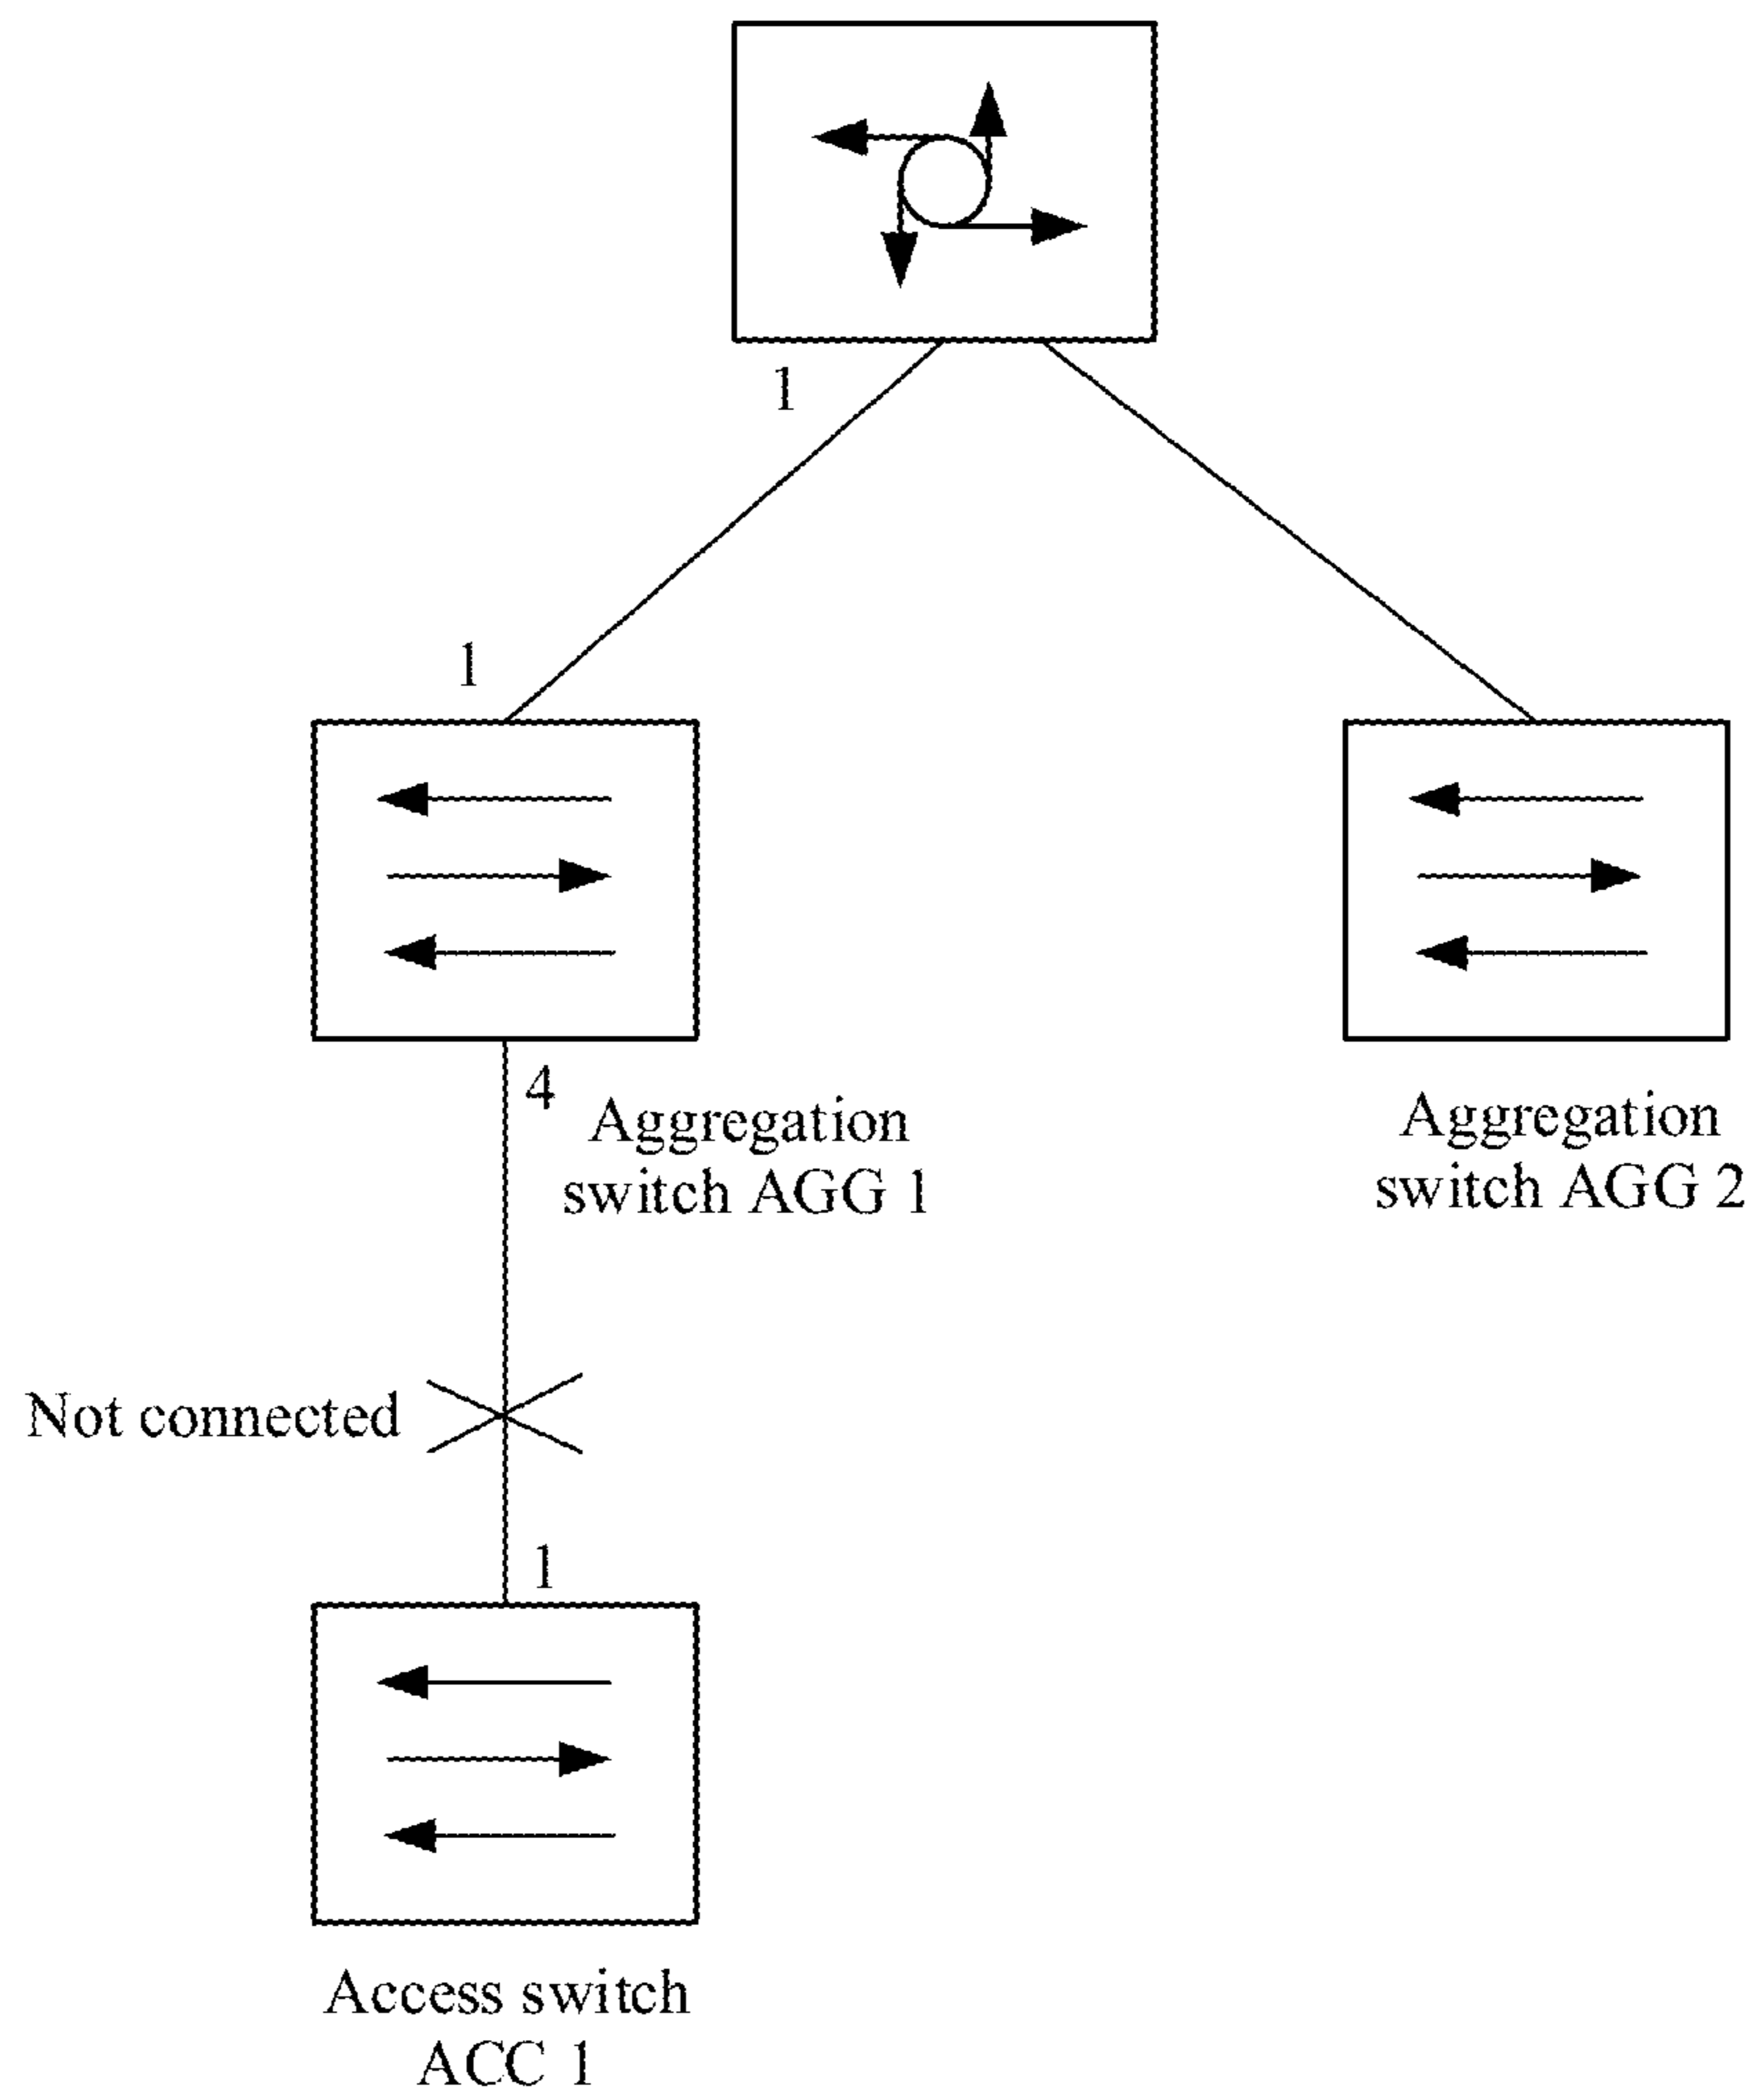 1
1
4
Aggregation
switch AGG 1
Aggregation
switch AGG 2
Not connected
1
Access switch
ACC 1